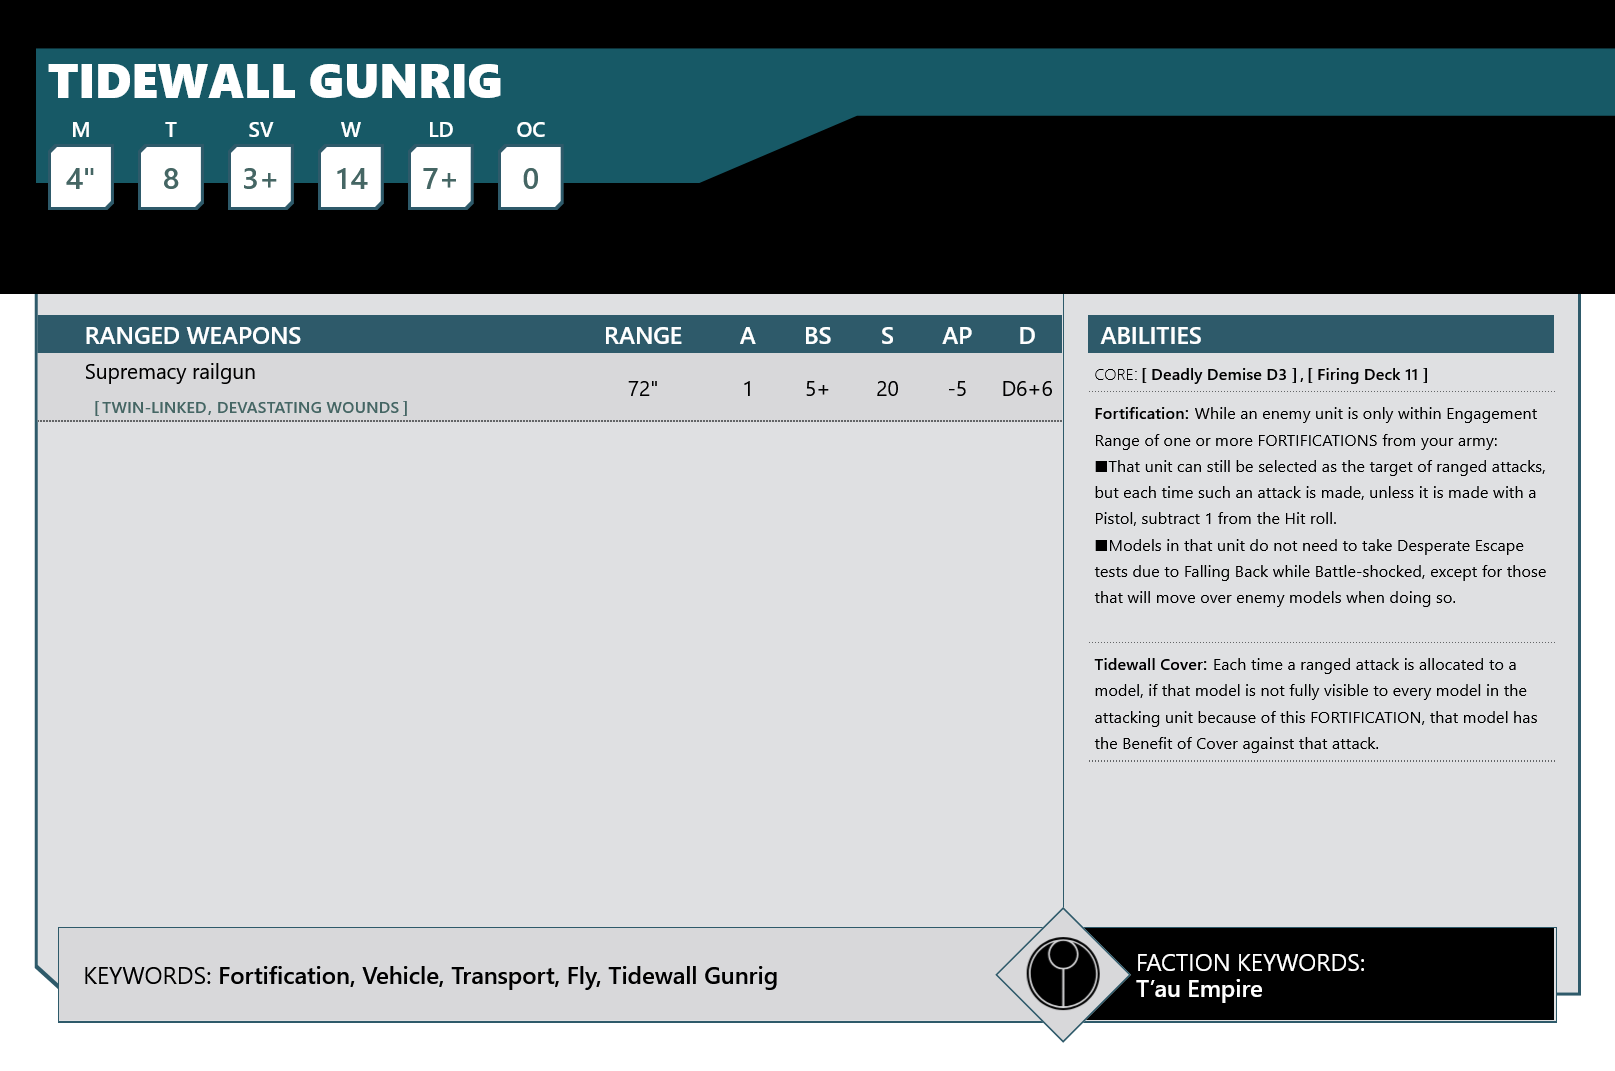 TIDEWALL GUNRIG
M T SV W LD OC
4" 8 3+ 14 7+ 0
RANGED WEAPONS RANGE A BS S AP D
Supremacy railgun
72" 1 5+ 20 -5 D6+6
[ TWIN-LINKED, DEVASTATING WOUNDS ]
ABILITIES
CORE: [ Deadly Demise D3 ] , [ Firing Deck 11 ]
Fortification: While an enemy unit is only within Engagement
Range of one or more FORTIFICATIONS from your army:
■That unit can still be selected as the target of ranged attacks,
but each time such an attack is made, unless it is made with a
Pistol, subtract 1 from the Hit roll.
■Models in that unit do not need to take Desperate Escape
tests due to Falling Back while Battle-shocked, except for those
that will move over enemy models when doing so.
Tidewall Cover: Each time a ranged attack is allocated to a
model, if that model is not fully visible to every model in the
attacking unit because of this FORTIFICATION, that model has
the Benefit of Cover against that attack.
KEYWORDS: Fortification, Vehicle, Transport, Fly, Tidewall Gunrig
FACTION KEYWORDS:
T’au Empire